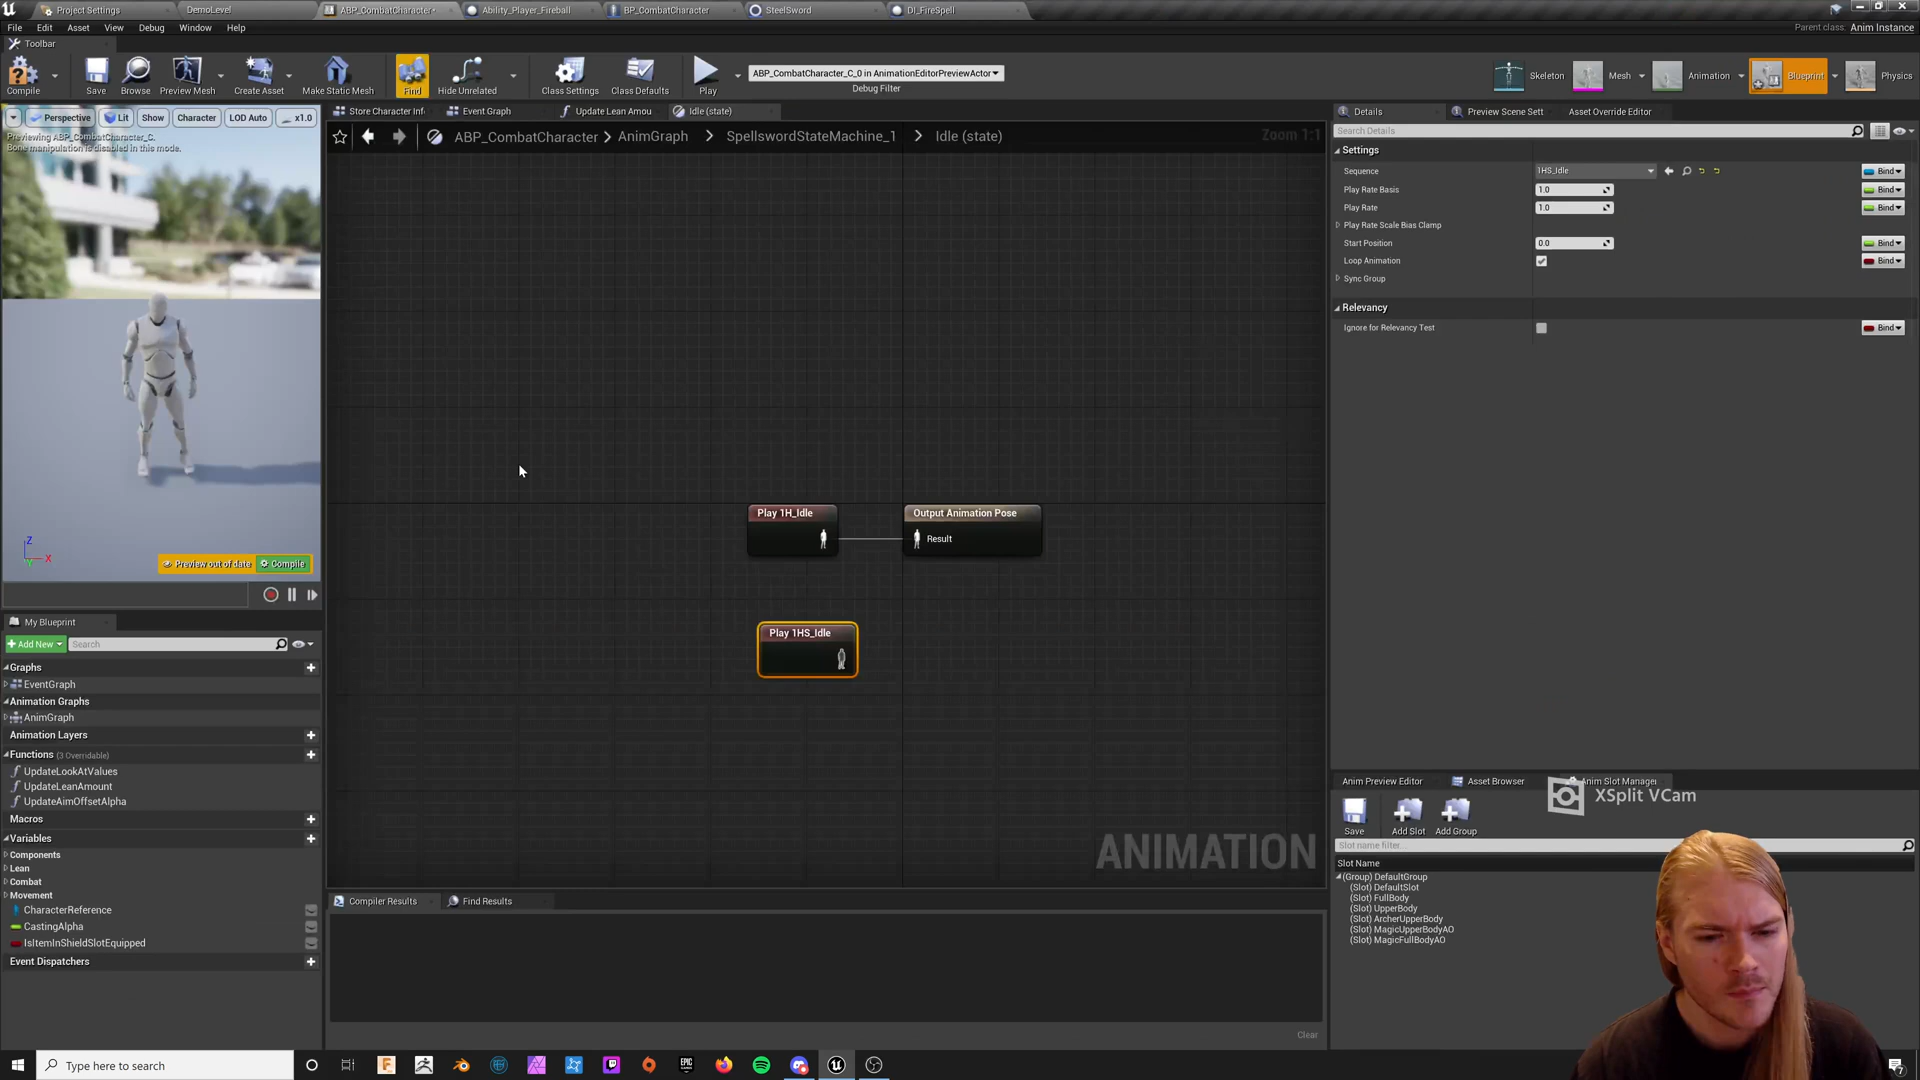 Project Settings
DemoLevel
ABP_CombatCharacter•
Ability_Player_Fireball
BP_CombatCharacter
SteelSword
DI_FireSpell
File Edit Asset View Debug Window Help
Parent class: Anim Instance
Toolbar
Compile
Save
Browse
Preview Mesh
Create Asset
Make Static Mesh
Find
Hide Unrelated
Class Settings
Class Defaults
Play
ABP_CombatCharacter_C_0 in AnimationEditorPreviewActor
Debug Filter
Skeleton
Mesh
Animation
Blueprint
Physics
Perspective
Lit
Show
Character
LOD Auto
x1.0
Previewing ABP_CombatCharacter_C.
Bone manipulation is disabled in this mode.
Preview out of date
Compile
Store Character Inf
Event Graph
Update Lean Amou
Idle (state)
ABP_CombatCharacter > AnimGraph > SpellswordStateMachine_1 > Idle (state)
Zoom 1:1
Play 1H_Idle
Output Animation Pose
Result
Play 1HS_Idle
ANIMATION
My Blueprint
Add New
Search
Graphs
EventGraph
Animation Graphs
AnimGraph
Animation Layers
Functions (3 Overridable)
UpdateLookAtValues
UpdateLeanAmount
UpdateAimOffsetAlpha
Macros
Variables
Components
Lean
Combat
Movement
CharacterReference
CastingAlpha
IsItemInShieldSlotEquipped
Event Dispatchers
Compiler Results
Find Results
Clear
Details
Preview Scene Sett
Asset Override Editor
Search Details
Settings
Sequence
1HS_Idle
Bind
Play Rate Basis
1.0
Bind
Play Rate
1.0
Bind
Play Rate Scale Bias Clamp
Start Position
0.0
Bind
Loop Animation
Bind
Sync Group
Relevancy
Ignore for Relevancy Test
Bind
Anim Preview Editor
Asset Browser
Anim Slot Manager
XSplit VCam
Save
Add Slot
Add Group
Slot name filter...
Slot Name
(Group) DefaultGroup
(Slot) DefaultSlot
(Slot) FullBody
(Slot) UpperBody
(Slot) ArcherUpperBody
(Slot) MagicUpperBodyAO
(Slot) MagicFullBodyAO
Type here to search
EPIC